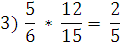 3) 5/6 * 12/15 = 2/5